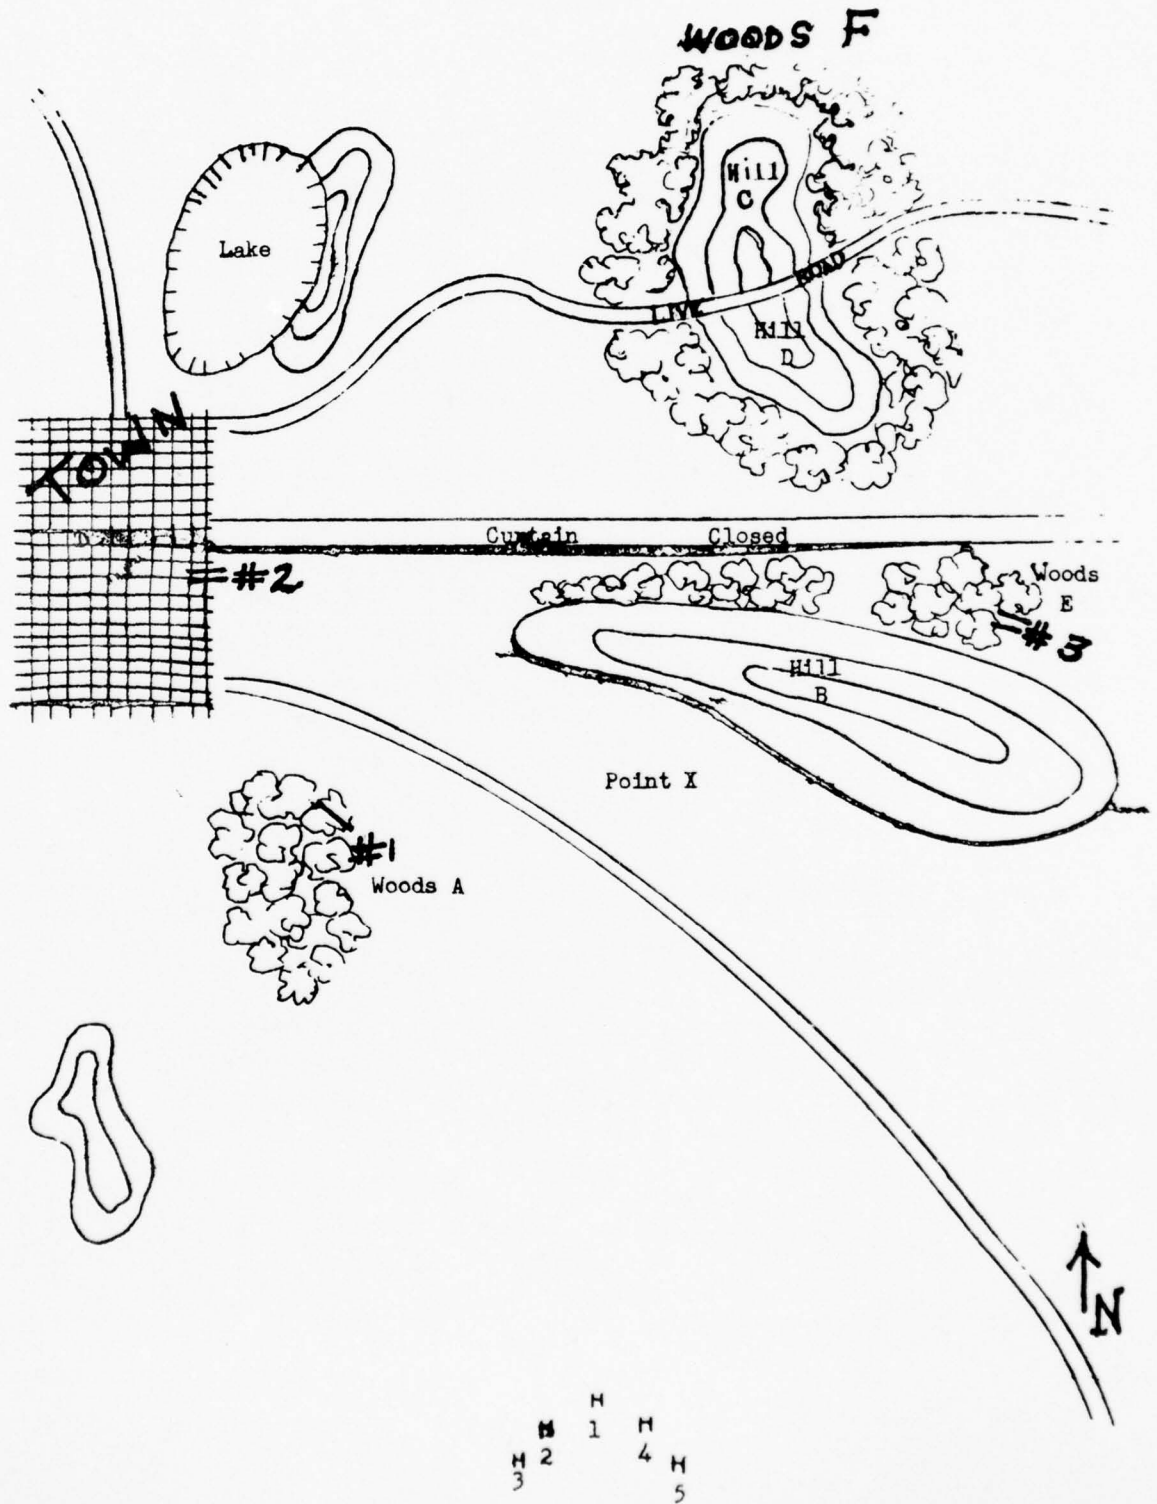 WOODS F
Hill
C
Lake
LIVE ROAD
Hill
D
TOWN
Curtain Closed
#2
Woods
E
#3
Hill
B
Point X
#1
Woods A
N
H H H H H
1 2 3 4 5